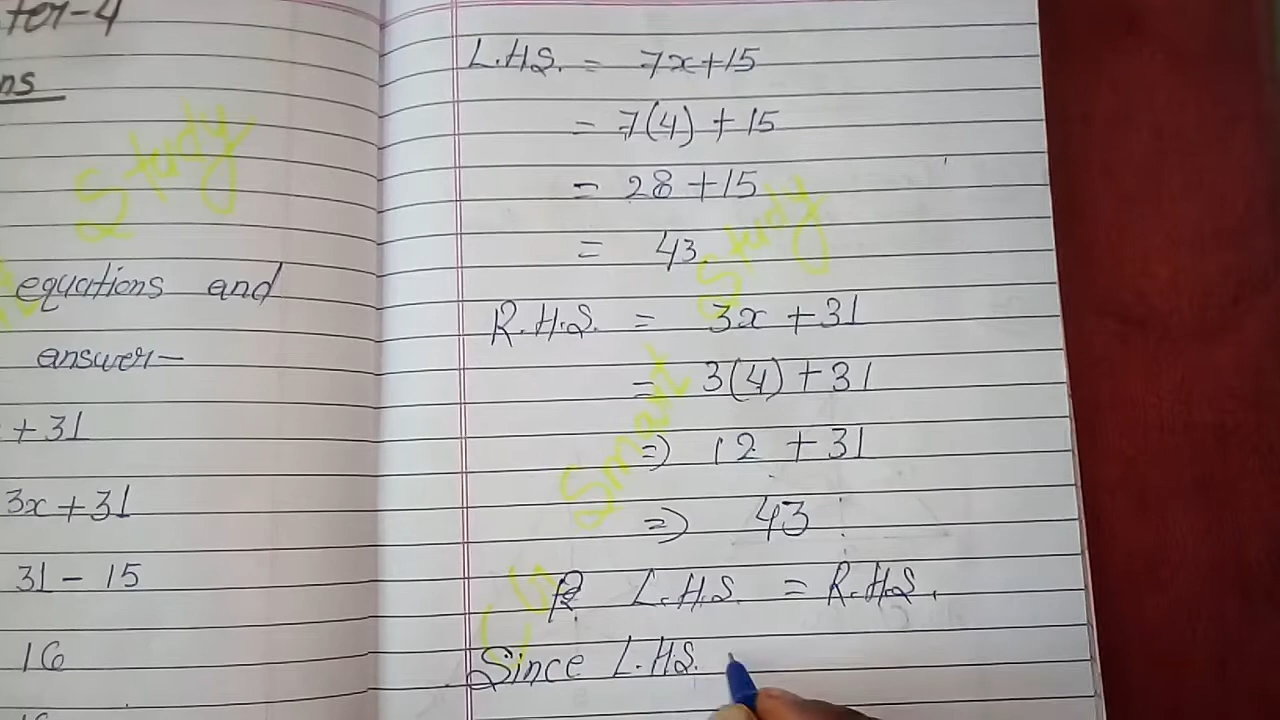 ter-4
ns
equations and
answer-
+ 31
3x + 31
31 - 15
16
L.H.S. = 7x+15
= 7(4) + 15
= 28 +15
= 43
R.H.S. = 3x + 31
= 3(4) + 31
⇒ 12 + 31
⇒ 43
L.H.S. = R.H.S.
Since L.H.S.
Study
CG Smart Study